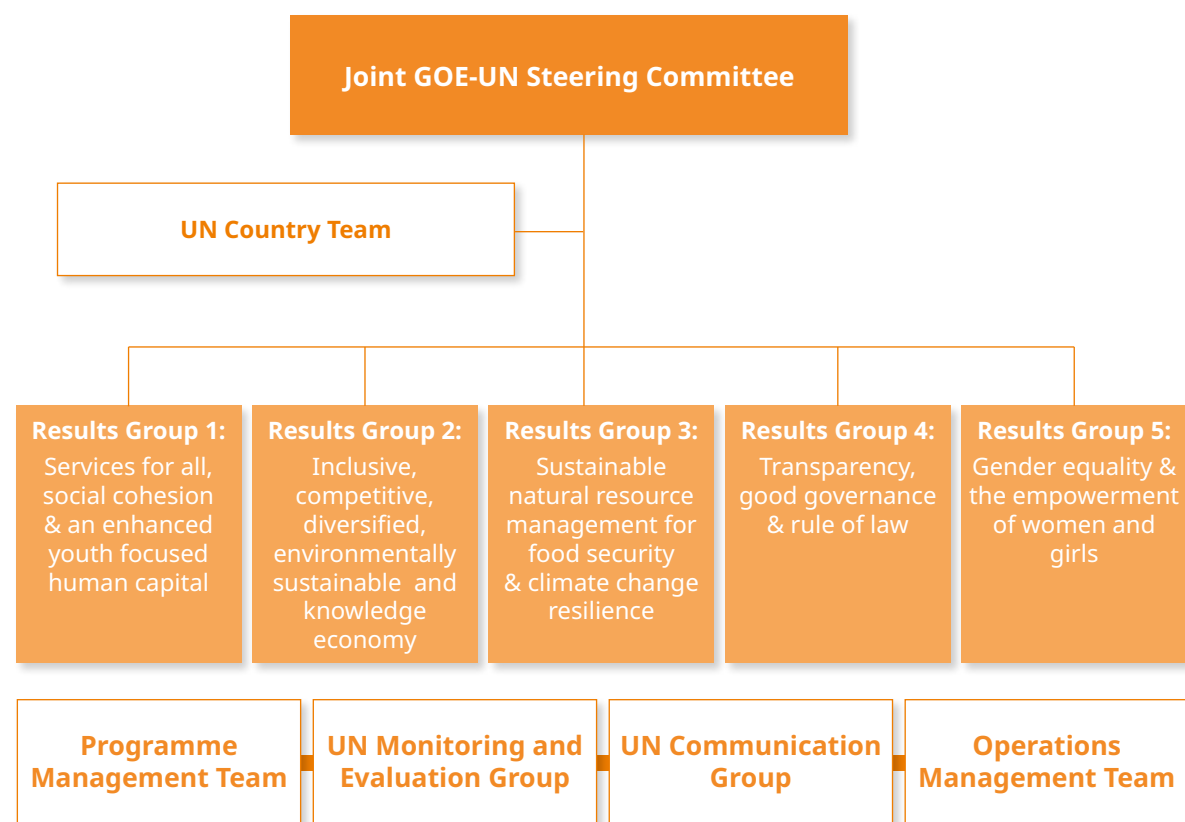 Joint GOE-UN Steering Committee
UN Country Team
Results Group 1:
Services for all,
social cohesion
& an enhanced
youth focused
human capital
Results Group 2:
Inclusive,
competitive,
diversified,
environmentally
sustainable and
knowledge
economy
Results Group 3:
Sustainable
natural resource
management for
food security
& climate change
resilience
Results Group 4:
Transparency,
good governance
& rule of law
Results Group 5:
Gender equality &
the empowerment
of women and
girls
Programme
Management Team
UN Monitoring and
Evaluation Group
UN Communication
Group
Operations
Management Team